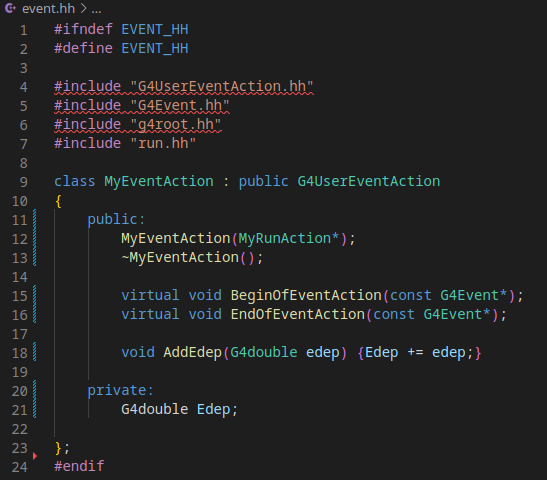 event.hh > ...
1 #ifndef EVENT_HH
2 #define EVENT_HH
3
4 #include "G4UserEventAction.hh"
5 #include "G4Event.hh"
6 #include "g4root.hh"
7 #include "run.hh"
8
9 class MyEventAction : public G4UserEventAction
10 {
11     public:
12         MyEventAction(MyRunAction*);
13         ~MyEventAction();
14
15         virtual void BeginOfEventAction(const G4Event*);
16         virtual void EndOfEventAction(const G4Event*);
17
18         void AddEdep(G4double edep) {Edep += edep;}
19
20     private:
21         G4double Edep;
22
23 };
24 #endif